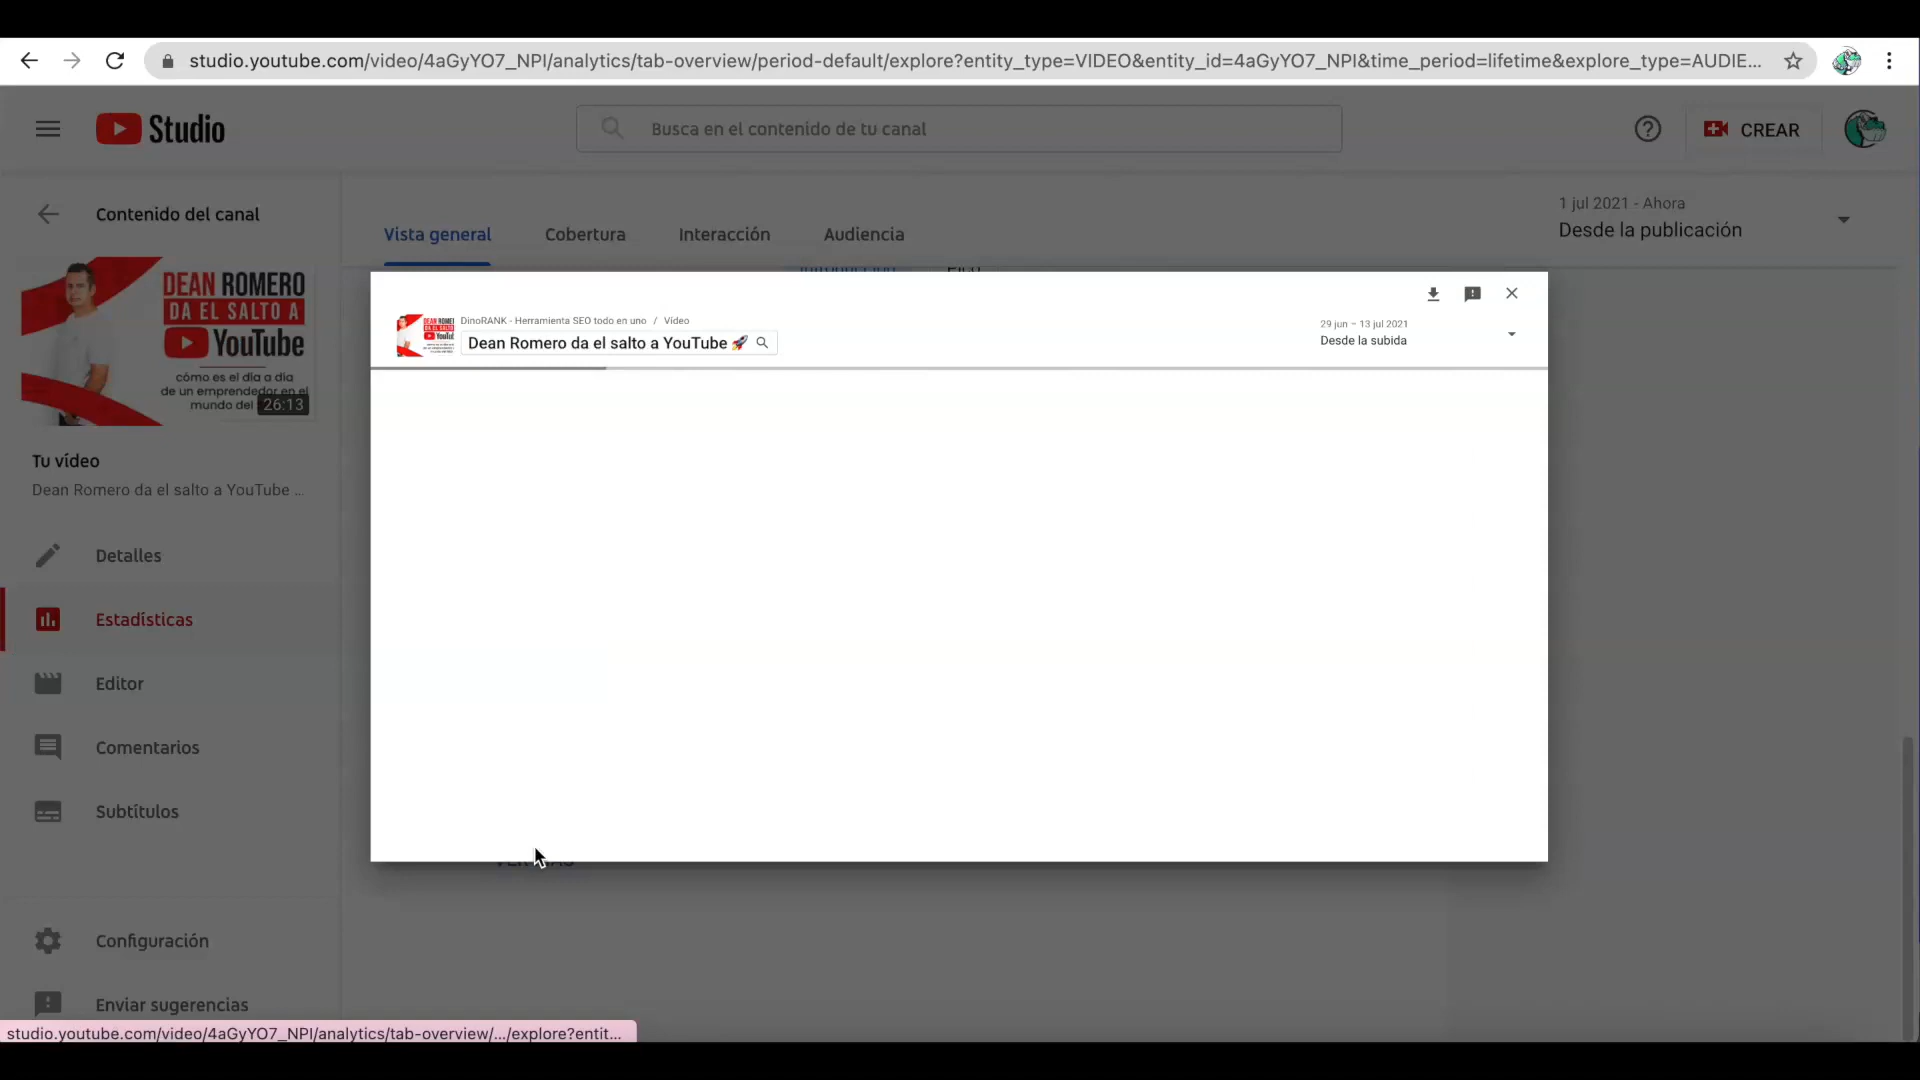 studio.youtube.com/video/4aGyYO7_NPI/analytics/tab-overview/period-default/explore?entity_type=VIDEO&entity_id=4aGyYO7_NPI&time_period=lifetime&explore_type=AUDIE...
Studio
Busca en el contenido de tu canal
CREAR
Contenido del canal
Vista general
Cobertura
Interacción
Audiencia
1 jul 2021 - Ahora
Desde la publicación
DEAN ROMERO
DA EL SALTO A
YouTube
cómo es el día a día
de un emprendedor en el
mundo del
26:13
Tu vídeo
Dean Romero da el salto a YouTube ...
Detalles
Estadísticas
Editor
Comentarios
Subtítulos
Configuración
Enviar sugerencias
DinoRANK - Herramienta SEO todo en uno / Vídeo
Dean Romero da el salto a YouTube 🚀
29 jun – 13 jul 2021
Desde la subida
studio.youtube.com/video/4aGyYO7_NPI/analytics/tab-overview/.../explore?entit...